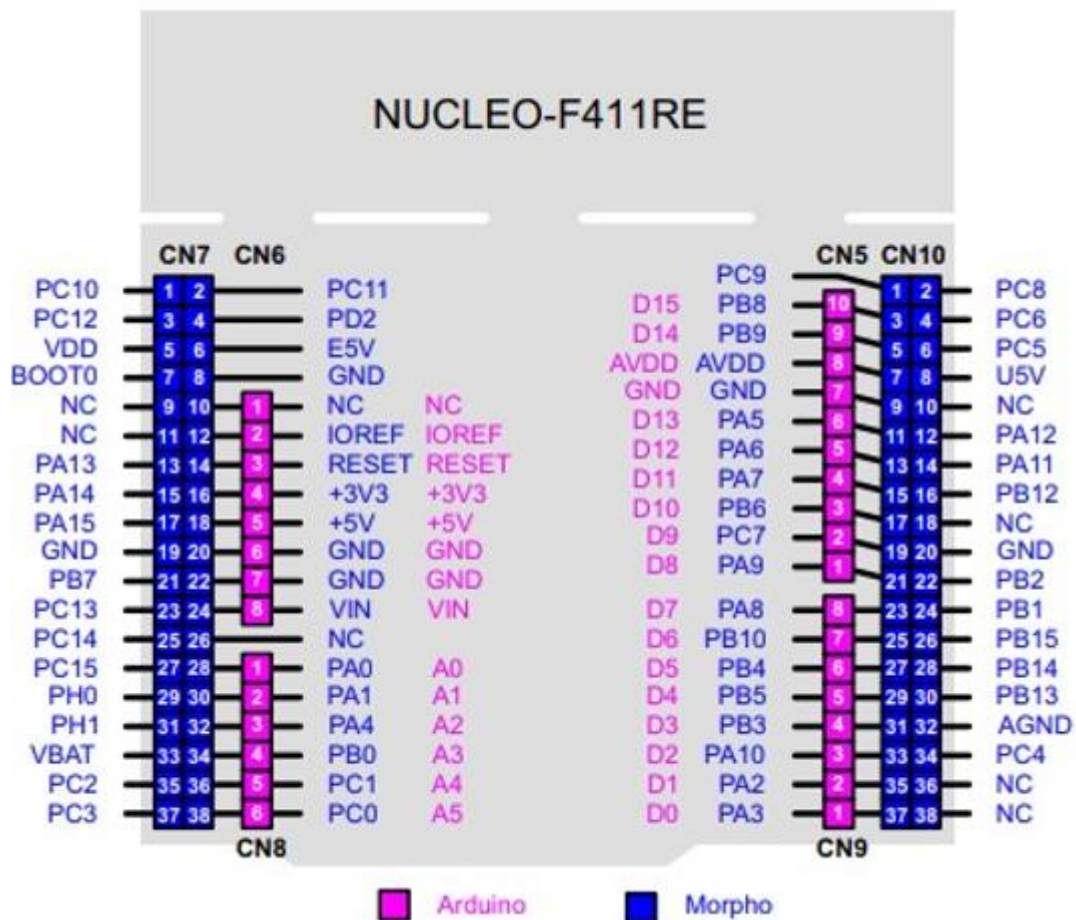 NUCLEO-F411RE
CN7 CN6 CN5 CN10
PC9
PC10 1 2 PC11 D15 PB8 10 1 2 PC8
PC12 3 4 PD2 D14 PB9 9 3 4 PC6
VDD 5 6 E5V AVDD AVDD 8 5 6 PC5
BOOT0 7 8 GND GND GND 7 7 8 U5V
NC 9 10 1 NC NC D13 PA5 6 9 10 NC
NC 11 12 2 IOREF IOREF D12 PA6 5 11 12 PA12
PA13 13 14 3 RESET RESET D11 PA7 4 13 14 PA11
PA14 15 16 4 +3V3 +3V3 D10 PB6 3 15 16 PB12
PA15 17 18 5 +5V +5V D9 PC7 2 17 18 NC
GND 19 20 6 GND GND D8 PA9 1 19 20 GND
PB7 21 22 7 GND GND 21 22 PB2
PC13 23 24 8 VIN VIN D7 PA8 8 23 24 PB1
PC14 25 26 NC D6 PB10 7 25 26 PB15
PC15 27 28 1 PA0 A0 D5 PB4 6 27 28 PB14
PH0 29 30 2 PA1 A1 D4 PB5 5 29 30 PB13
PH1 31 32 3 PA4 A2 D3 PB3 4 31 32 AGND
VBAT 33 34 4 PB0 A3 D2 PA10 3 33 34 PC4
PC2 35 36 5 PC1 A4 D1 PA2 2 35 36 NC
PC3 37 38 6 PC0 A5 D0 PA3 1 37 38 NC
CN8 CN9
Arduino Morpho